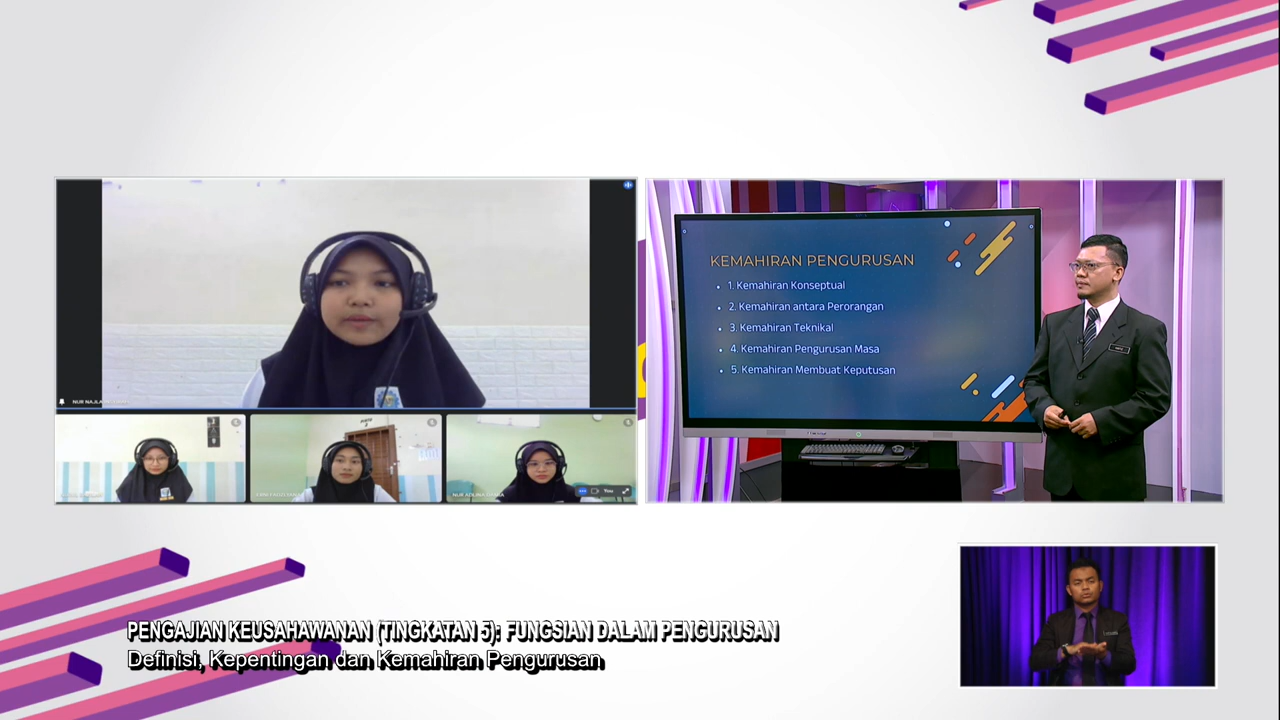 KEMAHIRAN PENGURUSAN
1. Kemahiran Konseptual
2. Kemahiran antara Perorangan
3. Kemahiran Teknikal
4. Kemahiran Pengurusan Masa
5. Kemahiran Membuat Keputusan
You
PENGAJIAN KEUSAHAWANAN (TINGKATAN 5): FUNGSIAN DALAM PENGURUSAN
Definisi, Kepentingan dan Kemahiran Pengurusan